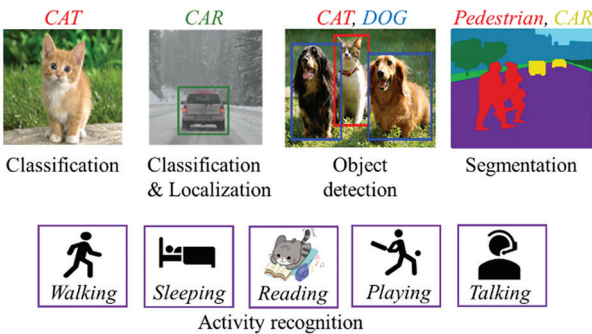 CAT
CAR
CAT, DOG
Pedestrian, CAR
Classification
Classification
& Localization
Object
detection
Segmentation
Walking
Sleeping
Reading
Playing
Talking
Activity recognition